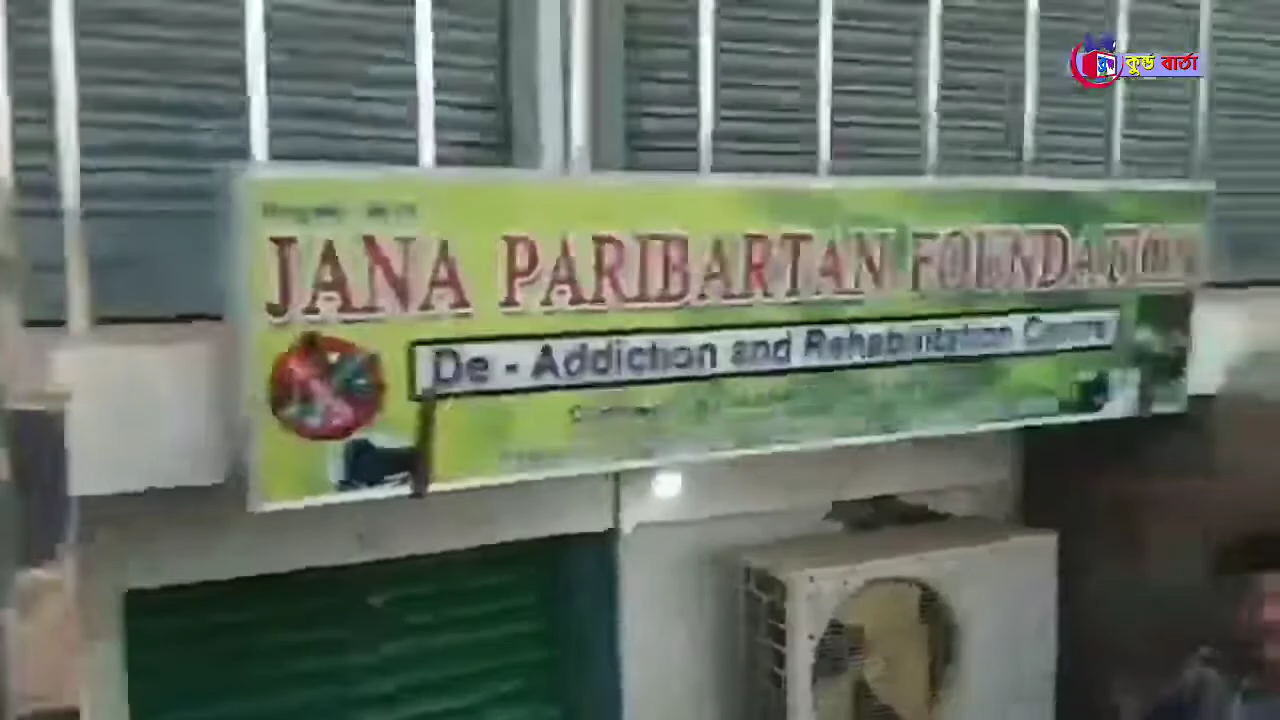 কুন্ড বার্তা
JANA PARIBARTAN FOUNDATION
De - Addiction and Rehabilitation Centre